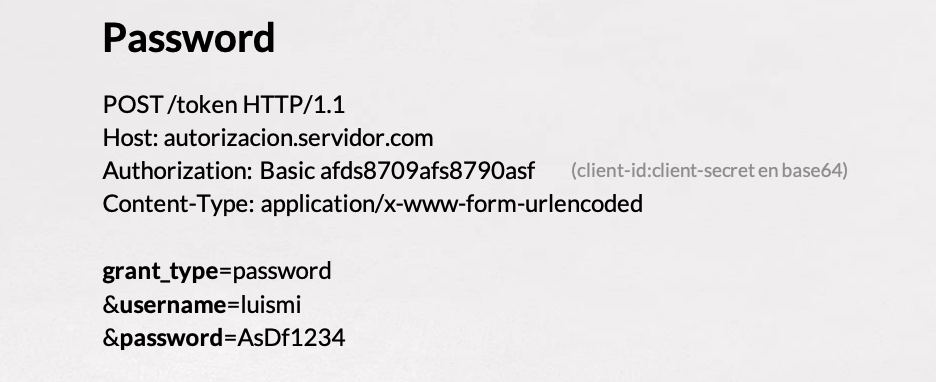 Password
POST /token HTTP/1.1
Host: autorizacion.servidor.com
Authorization: Basic afds8709afs8790asf (client-id:client-secret en base64)
Content-Type: application/x-www-form-urlencoded
grant_type=password
&username=luismi
&password=AsDf1234